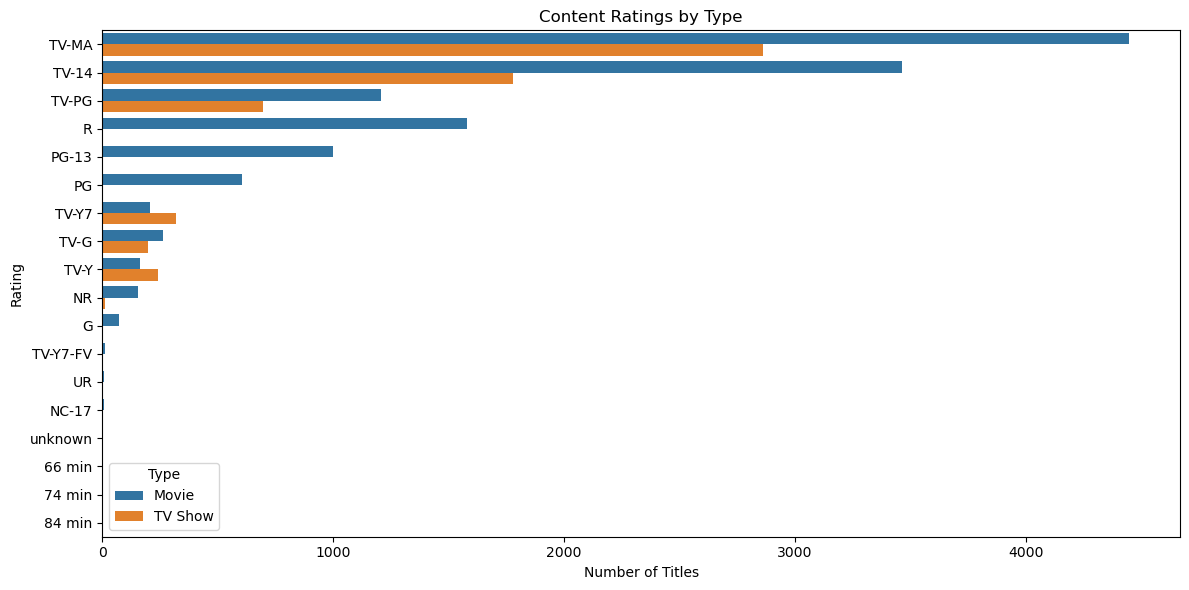 Content Ratings by Type
Rating
TV-MA
TV-14
TV-PG
R
PG-13
PG
TV-Y7
TV-G
TV-Y
NR
G
TV-Y7-FV
UR
NC-17
unknown
66 min
74 min
84 min
Type
Movie
TV Show
0 1000 2000 3000 4000
Number of Titles